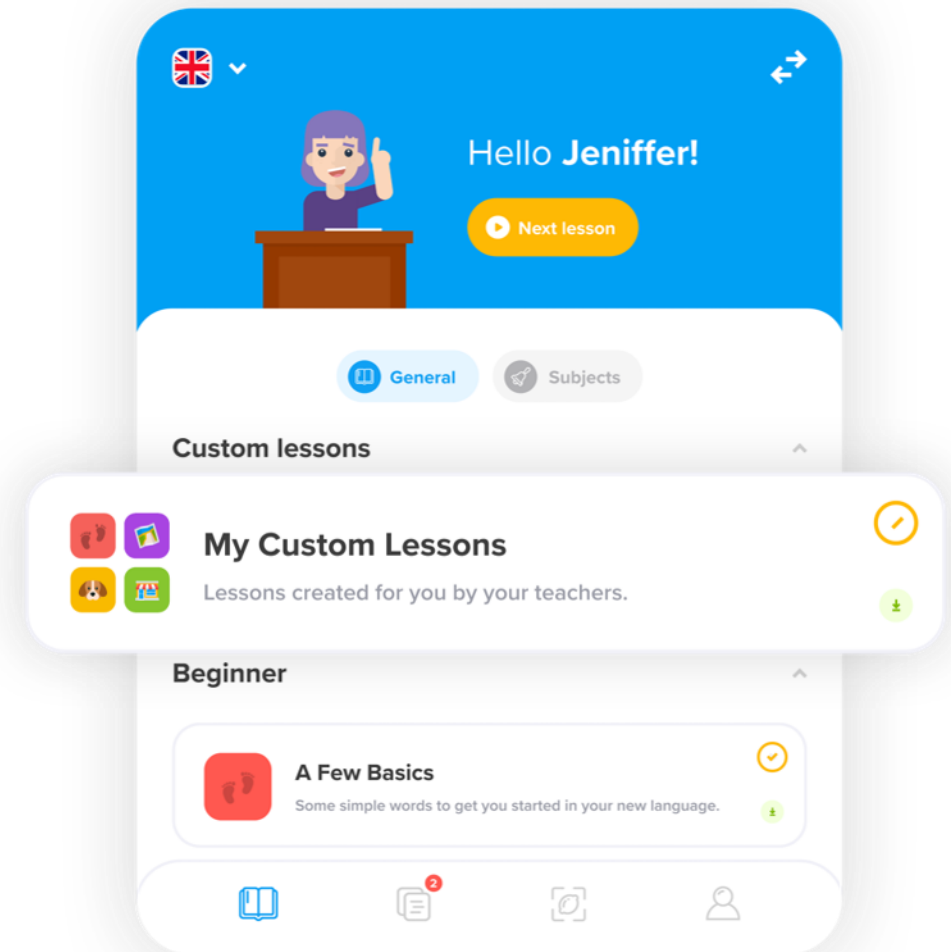 Hello Jeniffer!
Next lesson
General
Subjects
Custom lessons
My Custom Lessons
Lessons created for you by your teachers.
Beginner
A Few Basics
Some simple words to get you started in your new language.
2